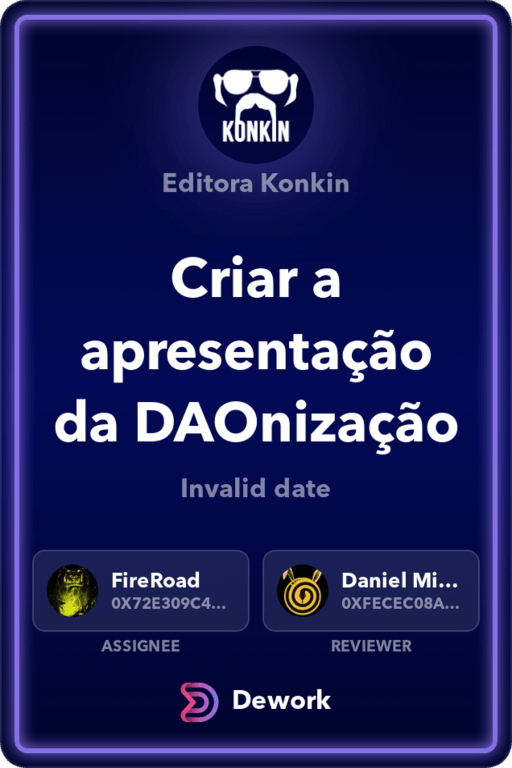 KONKIN
Editora Konkin
Criar a
apresentação
da DAOnização
Invalid date
FireRoad
0X72E309C4...
ASSIGNEE
Daniel Mi...
0XFECEC08A...
REVIEWER
Dework